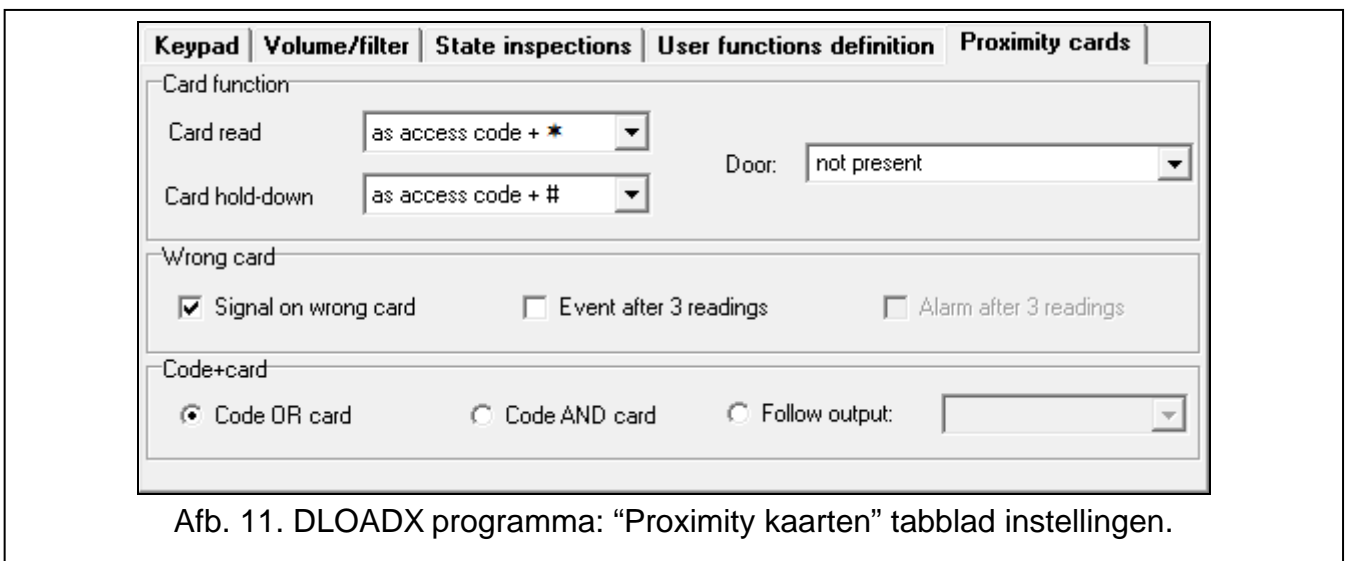 Keypad Volume/filter State inspections User functions definition Proximity cards
Card function
Card read as access code + *
Door: not present
Card hold-down as access code + #
Wrong card
Signal on wrong card Event after 3 readings Alarm after 3 readings
Code+card
Code OR card Code AND card Follow output:
Afb. 11. DLOADX programma: “Proximity kaarten” tabblad instellingen.